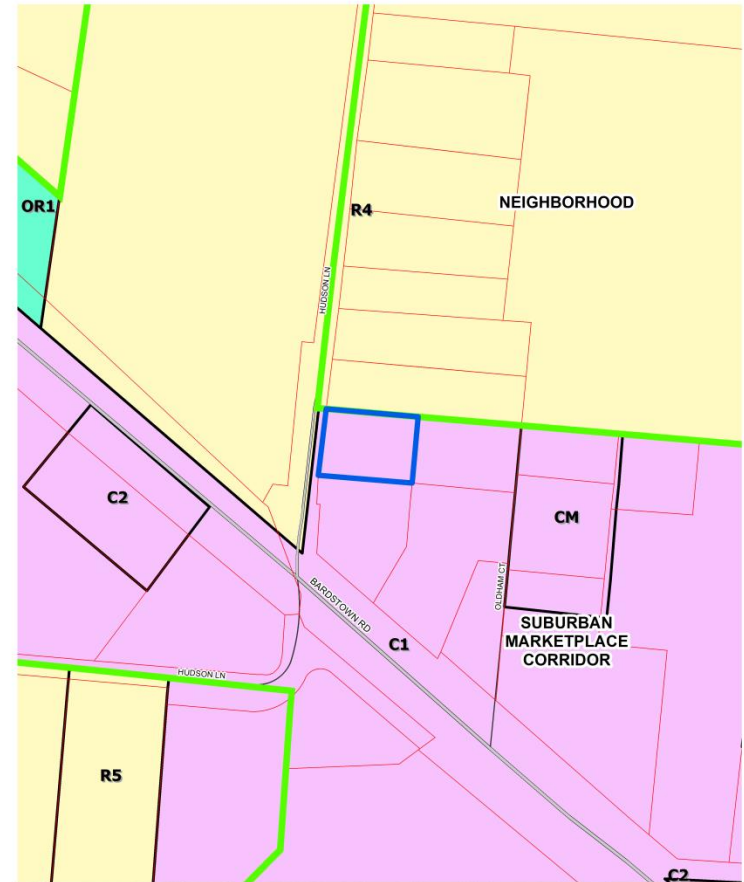 OR1
R4
NEIGHBORHOOD
HUDSON LN
C2
CM
BARDSTOWN RD
OLDHAM CT
SUBURBAN
MARKETPLACE
CORRIDOR
C1
HUDSON LN
R5
C2